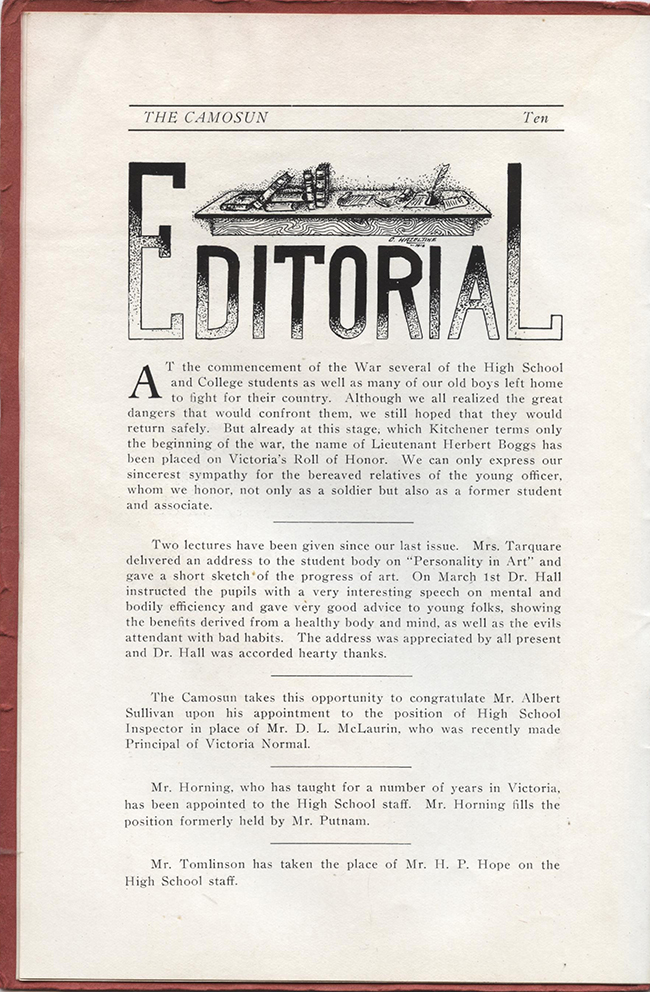 THE CAMOSUN Ten
EDITORIAL
C. HAZELTINE
AT the commencement of the War several of the High School
and College students as well as many of our old boys left home
to fight for their country. Although we all realized the great
dangers that would confront them, we still hoped that they would
return safely. But already at this stage, which Kitchener terms only
the beginning of the war, the name of Lieutenant Herbert Boggs has
been placed on Victoria's Roll of Honor. We can only express our
sincerest sympathy for the bereaved relatives of the young officer,
whom we honor, not only as a soldier but also as a former student
and associate.
Two lectures have been given since our last issue. Mrs. Tarquare
delivered an address to the student body on "Personality in Art" and
gave a short sketch of the progress of art. On March 1st Dr. Hall
instructed the pupils with a very interesting speech on mental and
bodily efficiency and gave very good advice to young folks, showing
the benefits derived from a healthy body and mind, as well as the evils
attendant with bad habits. The address was appreciated by all present
and Dr. Hall was accorded hearty thanks.
The Camosun takes this opportunity to congratulate Mr. Albert
Sullivan upon his appointment to the position of High School
Inspector in place of Mr. D. L. McLaurin, who was recently made
Principal of Victoria Normal.
Mr. Horning, who has taught for a number of years in Victoria,
has been appointed to the High School staff. Mr. Horning fills the
position formerly held by Mr. Putnam.
Mr. Tomlinson has taken the place of Mr. H. P. Hope on the
High School staff.